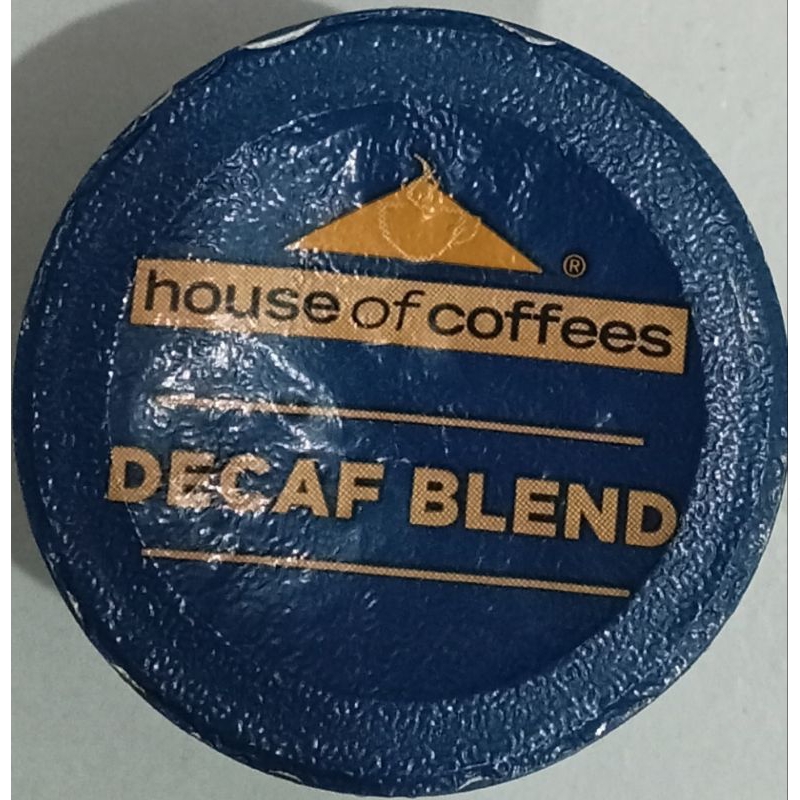 ®
house of coffees
DECAF BLEND